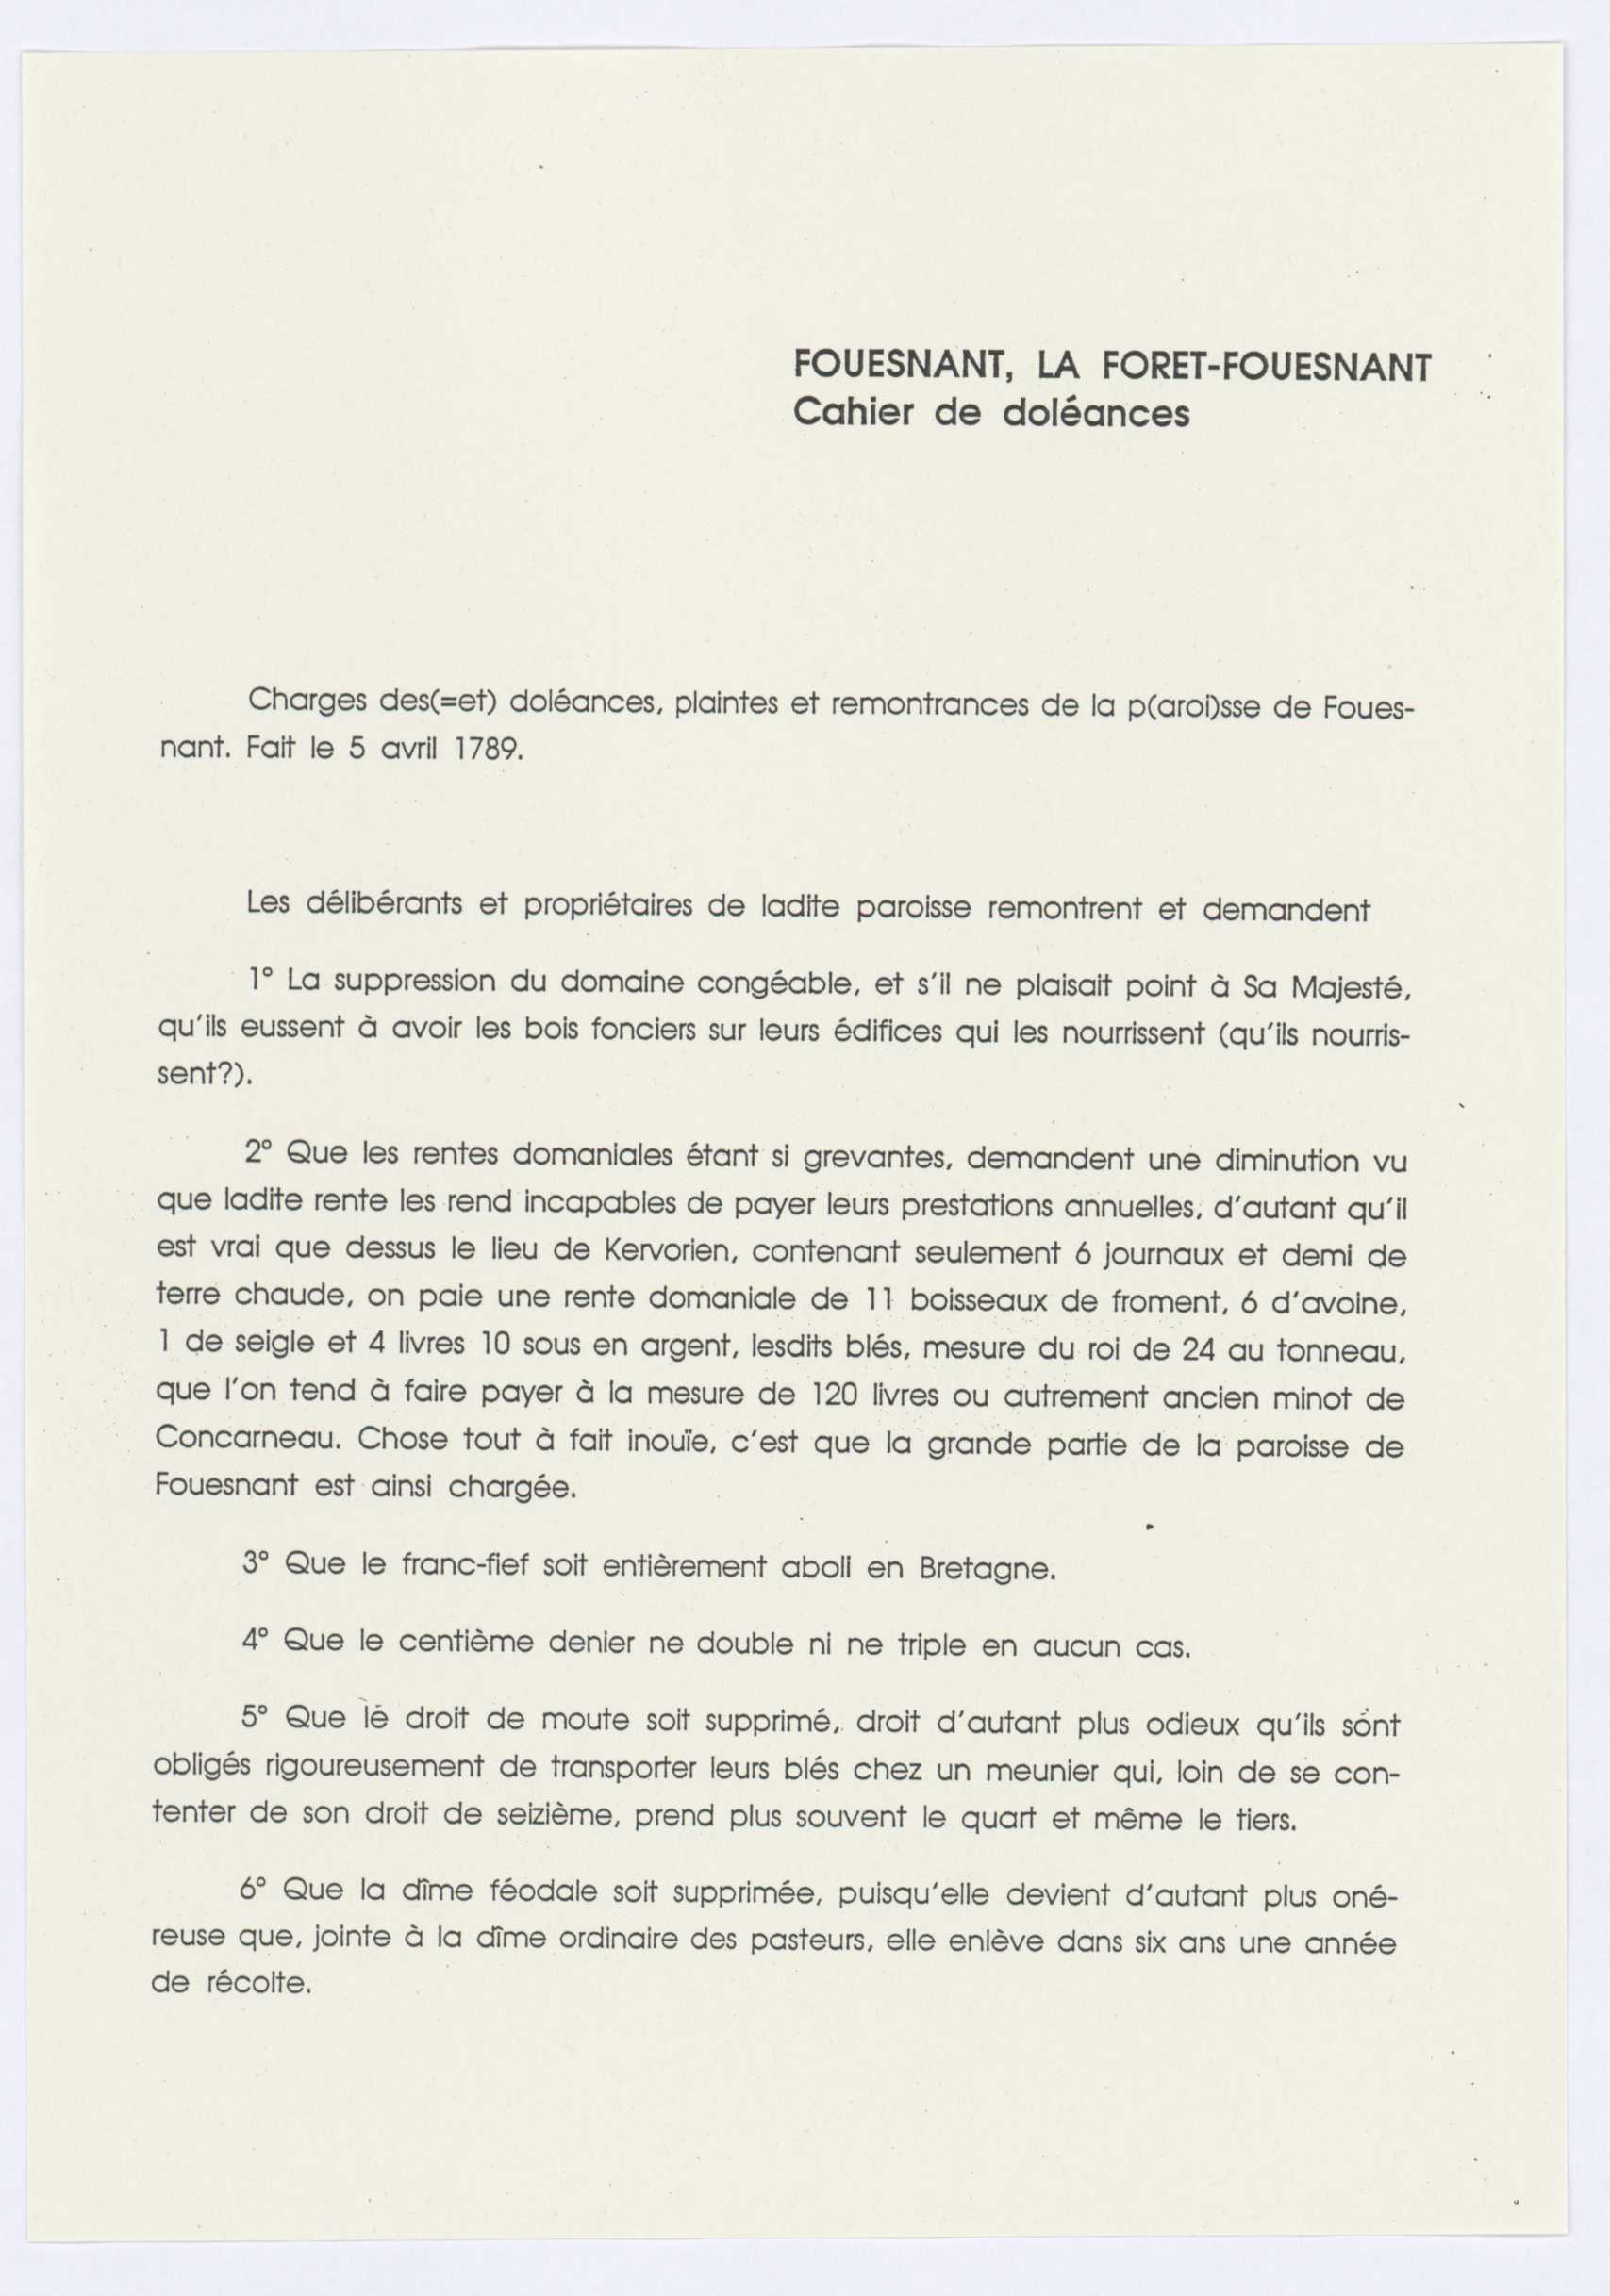 FOUESNANT, LA FORET-FOUESNANT
Cahier de doléances
Charges des(=et) doléances, plaintes et remontrances de la p(aroi)sse de Foues-
nant. Fait le 5 avril 1789.
Les délibérants et propriétaires de ladite paroisse remontrent et demandent
1° La suppression du domaine congéable, et s'il ne plaisait point à Sa Majesté,
qu'ils eussent à avoir les bois fonciers sur leurs édifices qui les nourrissent (qu'ils nourris-
sent?).
2° Que les rentes domaniales étant si grevantes, demandent une diminution vu
que ladite rente les rend incapables de payer leurs prestations annuelles, d'autant qu'il
est vrai que dessus le lieu de Kervorien, contenant seulement 6 journaux et demi de
terre chaude, on paie une rente domaniale de 11 boisseaux de froment, 6 d'avoine,
1 de seigle et 4 livres 10 sous en argent, lesdits blés, mesure du roi de 24 au tonneau,
que l'on tend à faire payer à la mesure de 120 livres ou autrement ancien minot de
Concarneau. Chose tout à fait inouïe, c'est que la grande partie de la paroisse de
Fouesnant est ainsi chargée.
3° Que le franc-fief soit entièrement aboli en Bretagne.
4° Que le centième denier ne double ni ne triple en aucun cas.
5° Que le droit de moute soit supprimé, droit d'autant plus odieux qu'ils sont
obligés rigoureusement de transporter leurs blés chez un meunier qui, loin de se con-
tenter de son droit de seizième, prend plus souvent le quart et même le tiers.
6° Que la dîme féodale soit supprimée, puisqu'elle devient d'autant plus oné-
reuse que, jointe à la dîme ordinaire des pasteurs, elle enlève dans six ans une année
de récolte.